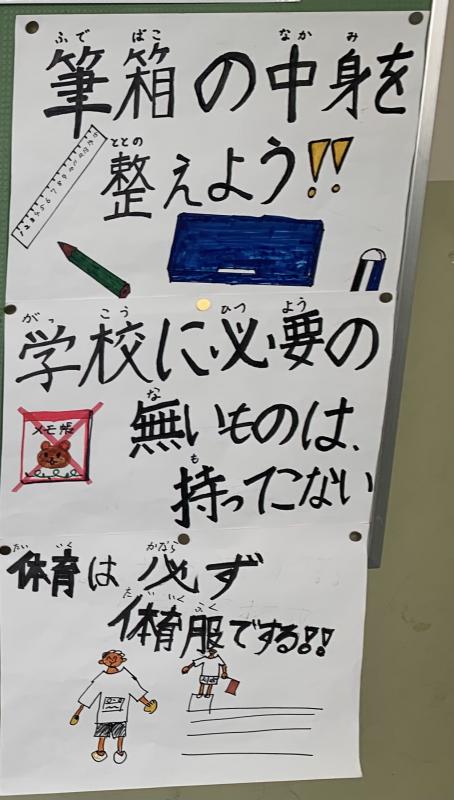 ふで ばこ なか み
筆箱の中身を
ととの
整えよう!!
がっ こう ひつ よう
学校に必要の
な
無いものは、
メモ帳
も
持ってこない
たい いく かなら
体育は 必ず
たい いく ふく
体育服でする!!